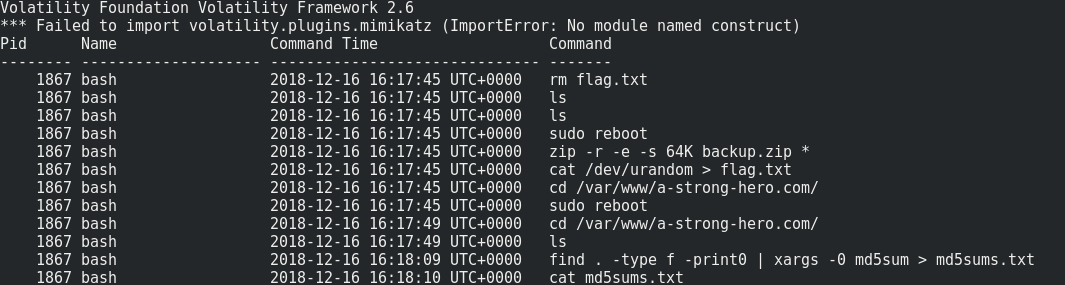 Volatility Foundation Volatility Framework 2.6
*** Failed to import volatility.plugins.mimikatz (ImportError: No module named construct)
Pid      Name                 Command Time                   Command
-------- -------------------- ------------------------------ -------
    1867 bash                 2018-12-16 16:17:45 UTC+0000   rm flag.txt
    1867 bash                 2018-12-16 16:17:45 UTC+0000   ls
    1867 bash                 2018-12-16 16:17:45 UTC+0000   ls
    1867 bash                 2018-12-16 16:17:45 UTC+0000   sudo reboot
    1867 bash                 2018-12-16 16:17:45 UTC+0000   zip -r -e -s 64K backup.zip *
    1867 bash                 2018-12-16 16:17:45 UTC+0000   cat /dev/urandom > flag.txt
    1867 bash                 2018-12-16 16:17:45 UTC+0000   cd /var/www/a-strong-hero.com/
    1867 bash                 2018-12-16 16:17:45 UTC+0000   sudo reboot
    1867 bash                 2018-12-16 16:17:49 UTC+0000   cd /var/www/a-strong-hero.com/
    1867 bash                 2018-12-16 16:17:49 UTC+0000   ls
    1867 bash                 2018-12-16 16:18:09 UTC+0000   find . -type f -print0 | xargs -0 md5sum > md5sums.txt
    1867 bash                 2018-12-16 16:18:10 UTC+0000   cat md5sums.txt